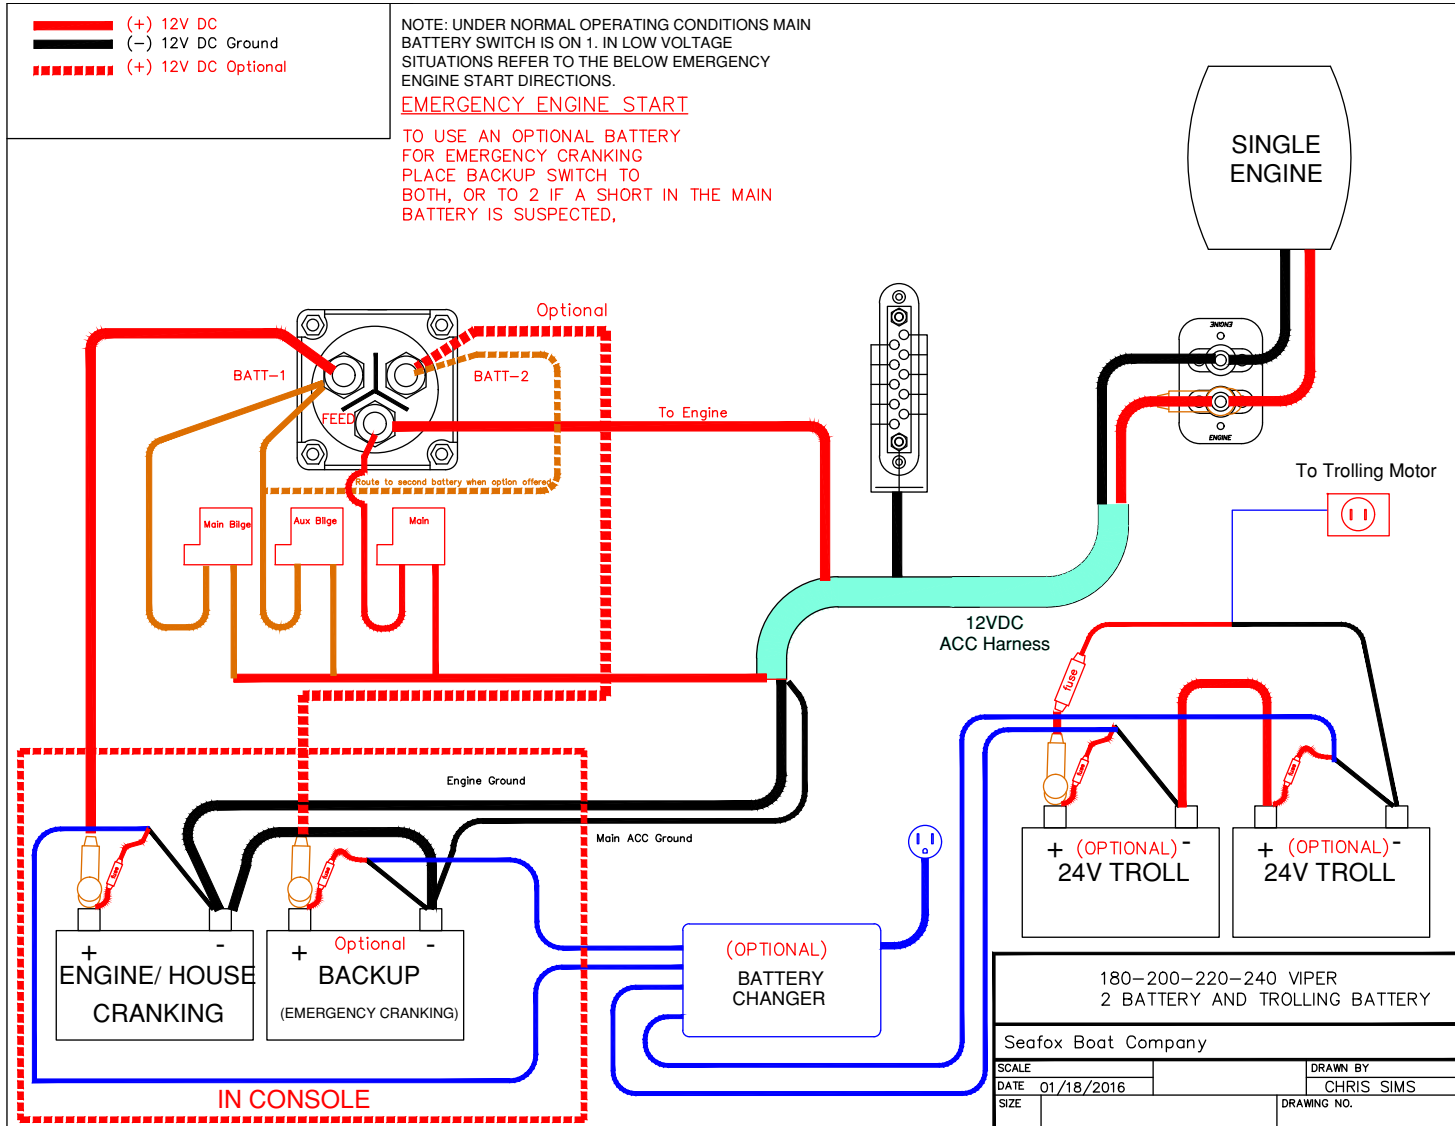 (+) 12V DC
(-) 12V DC Ground
(+) 12V DC Optional
NOTE: UNDER NORMAL OPERATING CONDITIONS MAIN
BATTERY SWITCH IS ON 1. IN LOW VOLTAGE
SITUATIONS REFER TO THE BELOW EMERGENCY
ENGINE START DIRECTIONS.
EMERGENCY ENGINE START
TO USE AN OPTIONAL BATTERY
FOR EMERGENCY CRANKING
PLACE BACKUP SWITCH TO
BOTH, OR TO 2 IF A SHORT IN THE MAIN
BATTERY IS SUSPECTED,
SINGLE
ENGINE
Optional
BATT-1
BATT-2
FEED
To Engine
ENGINE
ENGINE
Route to second battery when option offered
Main Bilge
Aux Bilge
Main
To Trolling Motor
12VDC
ACC Harness
fuse
fuse
fuse
Engine Ground
Main ACC Ground
fuse
fuse
+ (OPTIONAL) -
24V TROLL
+ (OPTIONAL) -
24V TROLL
+ -
ENGINE/ HOUSE
CRANKING
+ Optional -
BACKUP
(EMERGENCY CRANKING)
(OPTIONAL)
BATTERY
CHANGER
IN CONSOLE
180-200-220-240 VIPER
2 BATTERY AND TROLLING BATTERY
Seafox Boat Company
SCALE
DRAWN BY
DATE 01/18/2016
CHRIS SIMS
SIZE
DRAWING NO.